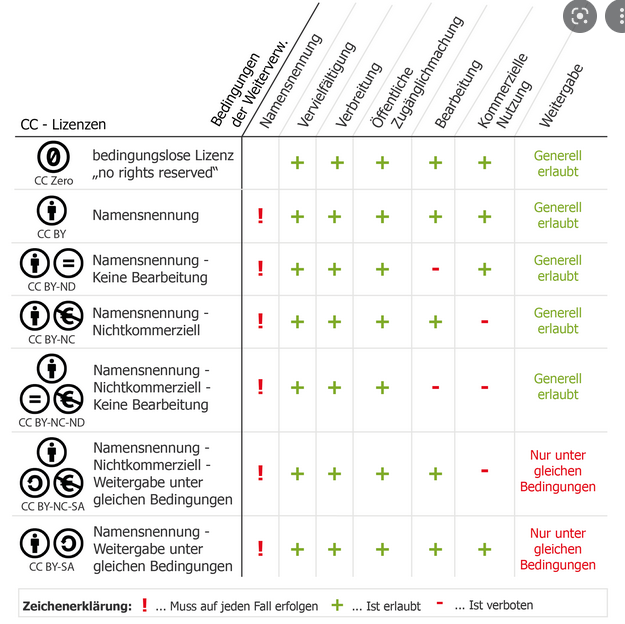 Bedingungen
der Weiterverw.
Namensnennung
Vervielfältigung
Verbreitung
Öffentliche
Zugänglichmachung
Bearbeitung
Kommerzielle
Nutzung
Weitergabe
CC - Lizenzen
CC Zero
bedingungslose Lizenz
„no rights reserved“
+ + + + +
Generell
erlaubt
CC BY
Namensnennung
! + + + + +
Generell
erlaubt
CC BY-ND
Namensnennung -
Keine Bearbeitung
! + + + - +
Generell
erlaubt
CC BY-NC
Namensnennung -
Nichtkommerziell
! + + + + -
Generell
erlaubt
CC BY-NC-ND
Namensnennung -
Nichtkommerziell -
Keine Bearbeitung
! + + + - -
Generell
erlaubt
CC BY-NC-SA
Namensnennung -
Nichtkommerziell -
Weitergabe unter
gleichen Bedingungen
! + + + + -
Nur unter
gleichen
Bedingungen
CC BY-SA
Namensnennung -
Weitergabe unter
gleichen Bedingungen
! + + + + +
Nur unter
gleichen
Bedingungen
Zeichenerklärung: ! ... Muss auf jeden Fall erfolgen + ... Ist erlaubt - ... Ist verboten